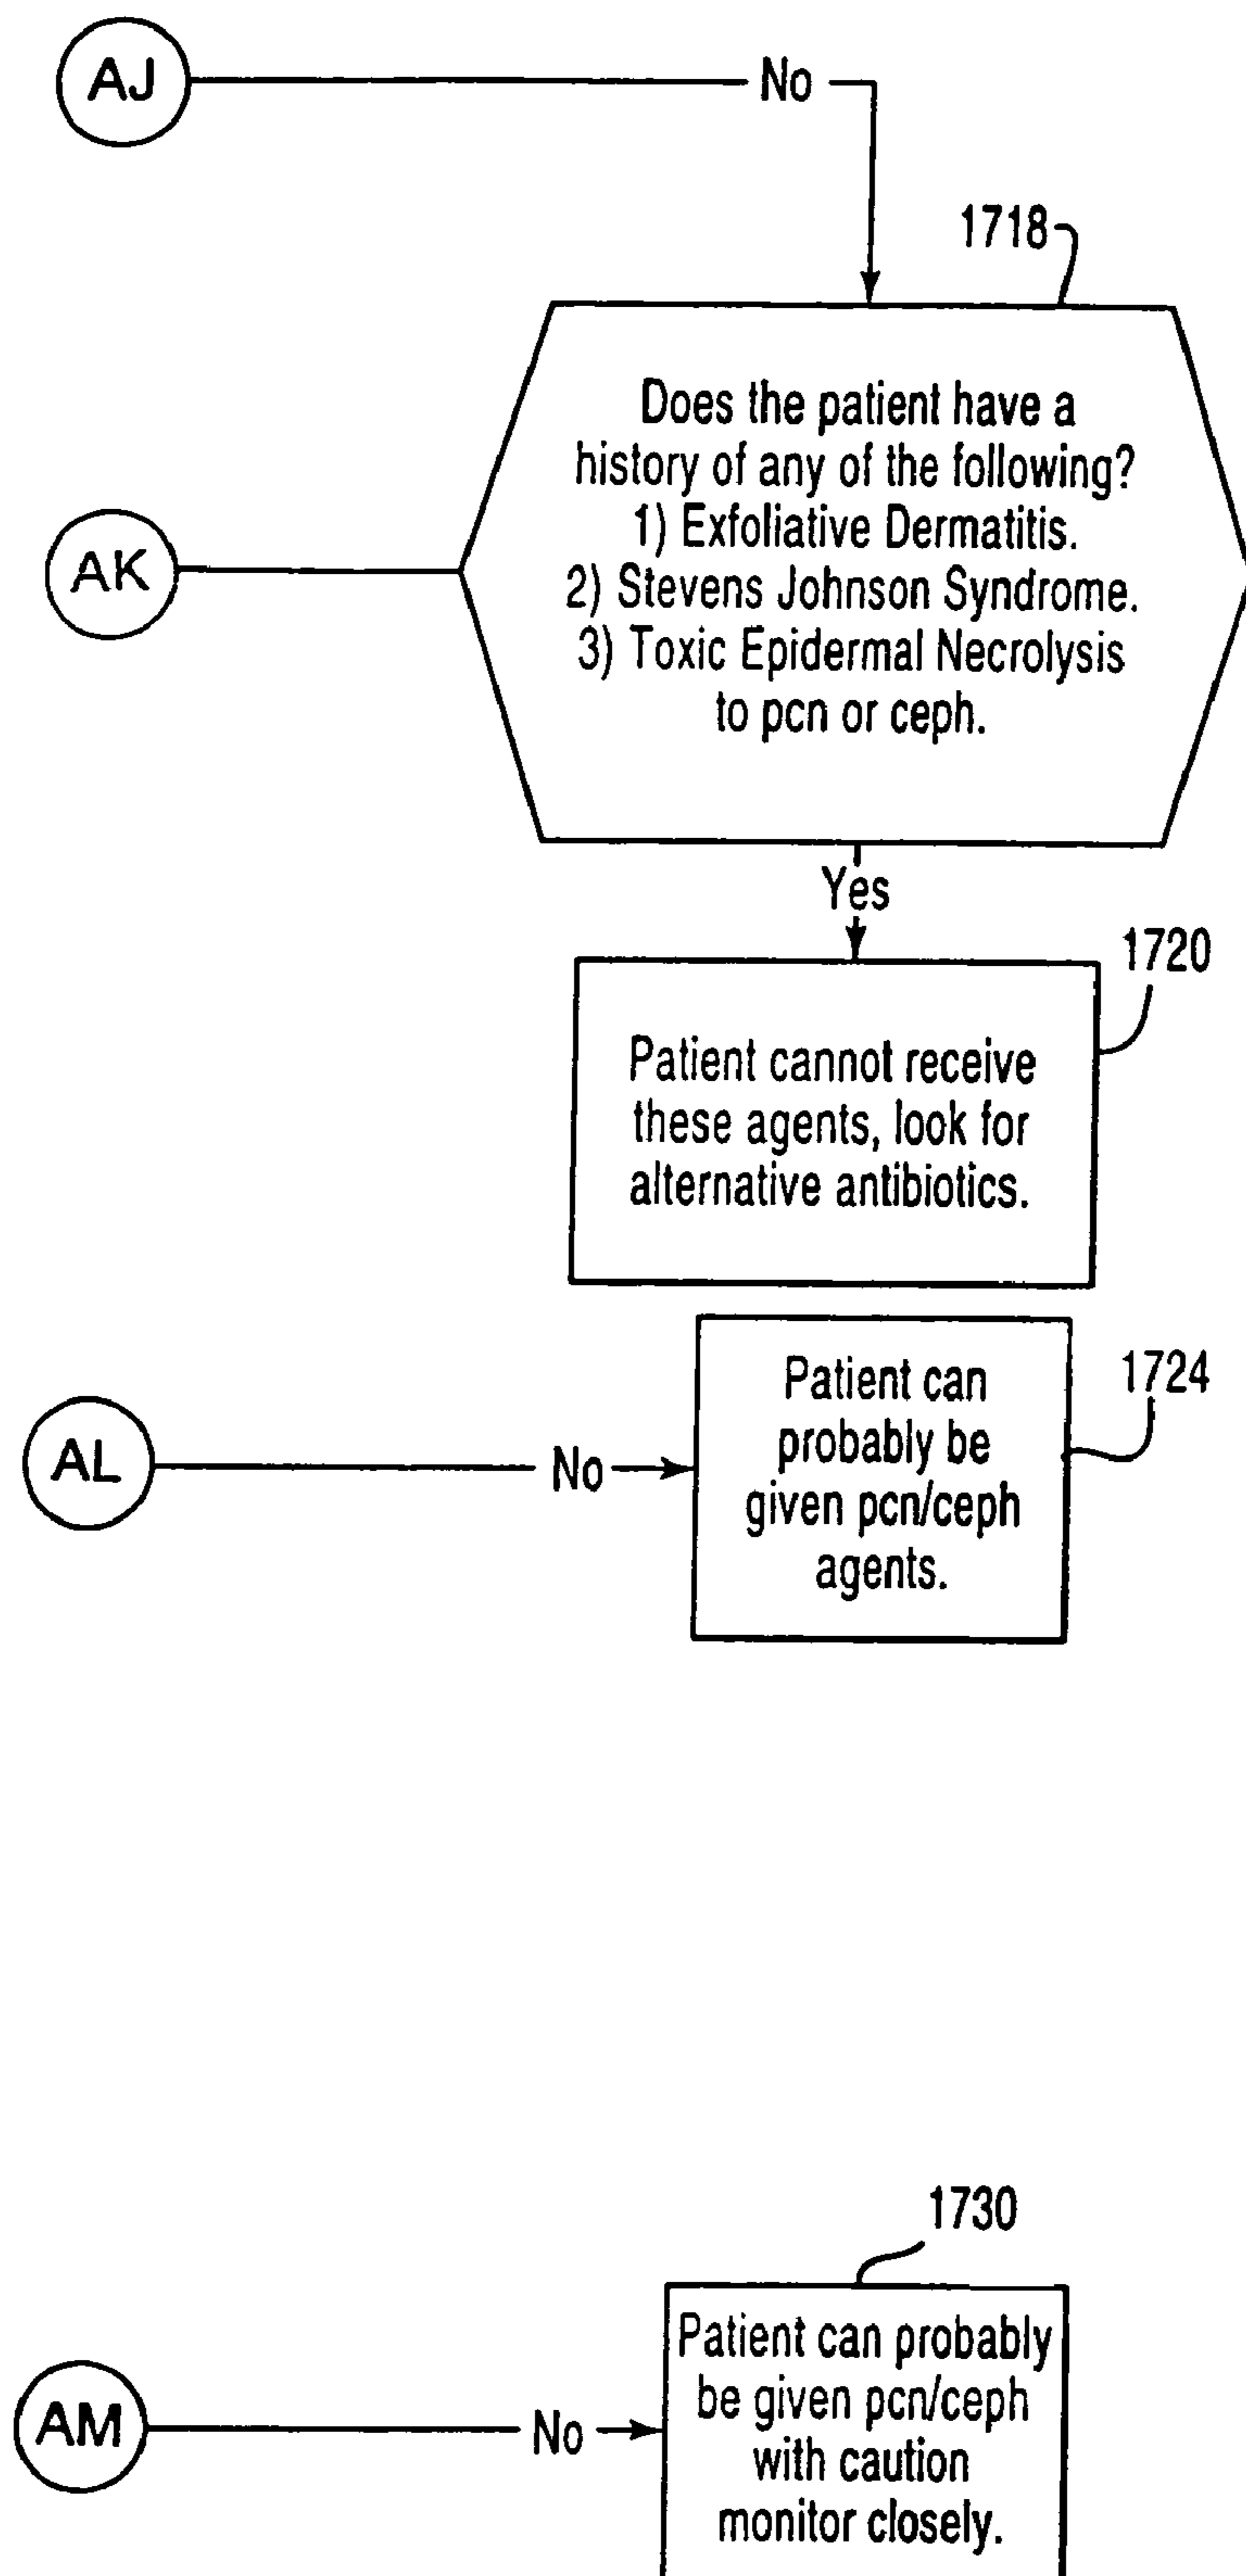 AJ
No
1718
Does the patient have a
history of any of the following?
1) Exfoliative Dermatitis.
AK
2) Stevens Johnson Syndrome.
3) Toxic Epidermal Necrolysis
to pcn or ceph.
Yes
1720
Patient cannot receive
these agents, look for
alternative antibiotics.
AL
No
Patient can
probably be
given pcn/ceph
agents.
1724
1730
AM
No
Patient can probably
be given pcn/ceph
with caution
monitor closely.